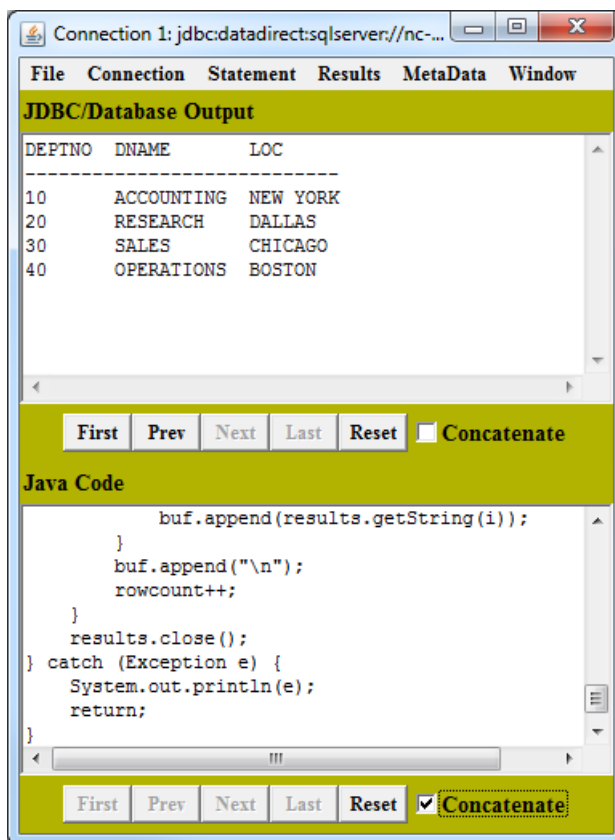 Connection 1: jdbc:datadirect:sqlserver://nc-...
File Connection Statement Results MetaData Window
JDBC/Database Output
DEPTNO DNAME LOC
------------------------------
10 ACCOUNTING NEW YORK
20 RESEARCH DALLAS
30 SALES CHICAGO
40 OPERATIONS BOSTON
First Prev Next Last Reset Concatenate
Java Code
buf.append(results.getString(i));
}
buf.append("\n");
rowcount++;
}
results.close();
} catch (Exception e) {
System.out.println(e);
return;
}
First Prev Next Last Reset Concatenate